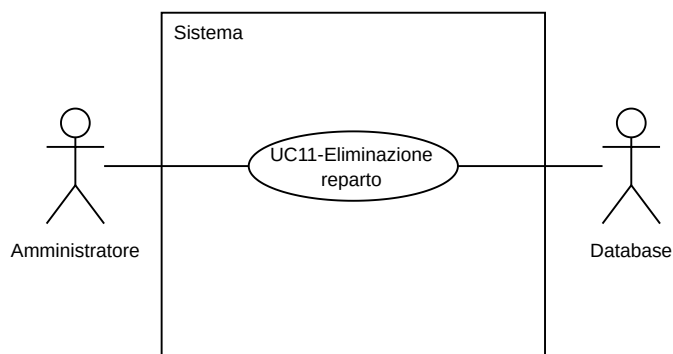 Sistema
UC11-Eliminazione
reparto
Amministratore
Database